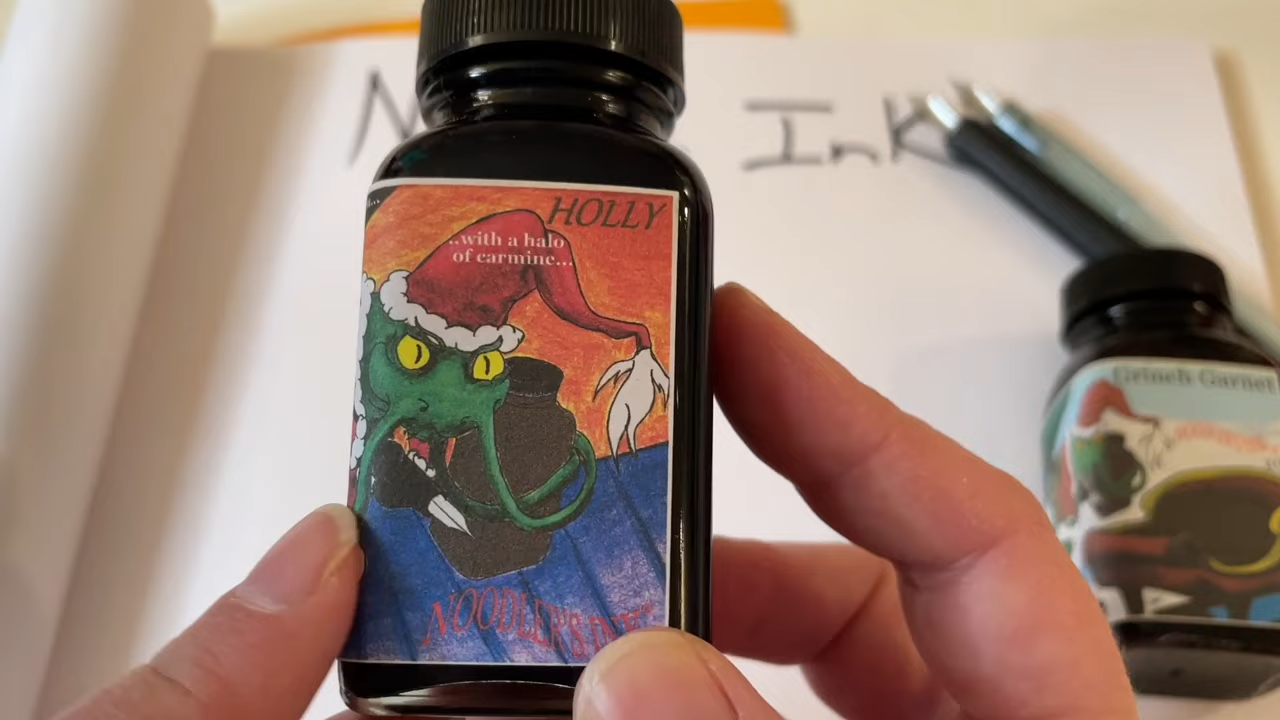 Ink
HOLLY
..with a halo
of carmine...
NOODLER'S INK
Grinch Garnet